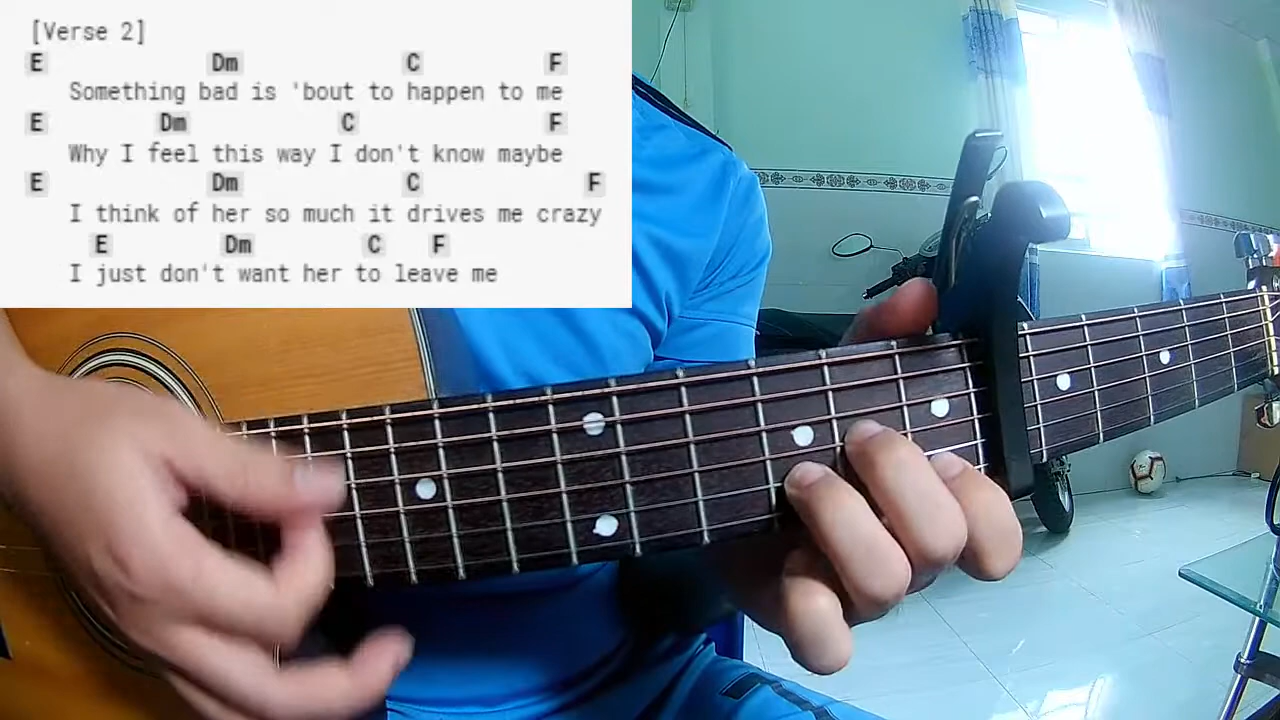 [Verse 2]
E Dm C F
Something bad is 'bout to happen to me
E Dm C F
Why I feel this way I don't know maybe
E Dm C F
I think of her so much it drives me crazy
E Dm C F
I just don't want her to leave me